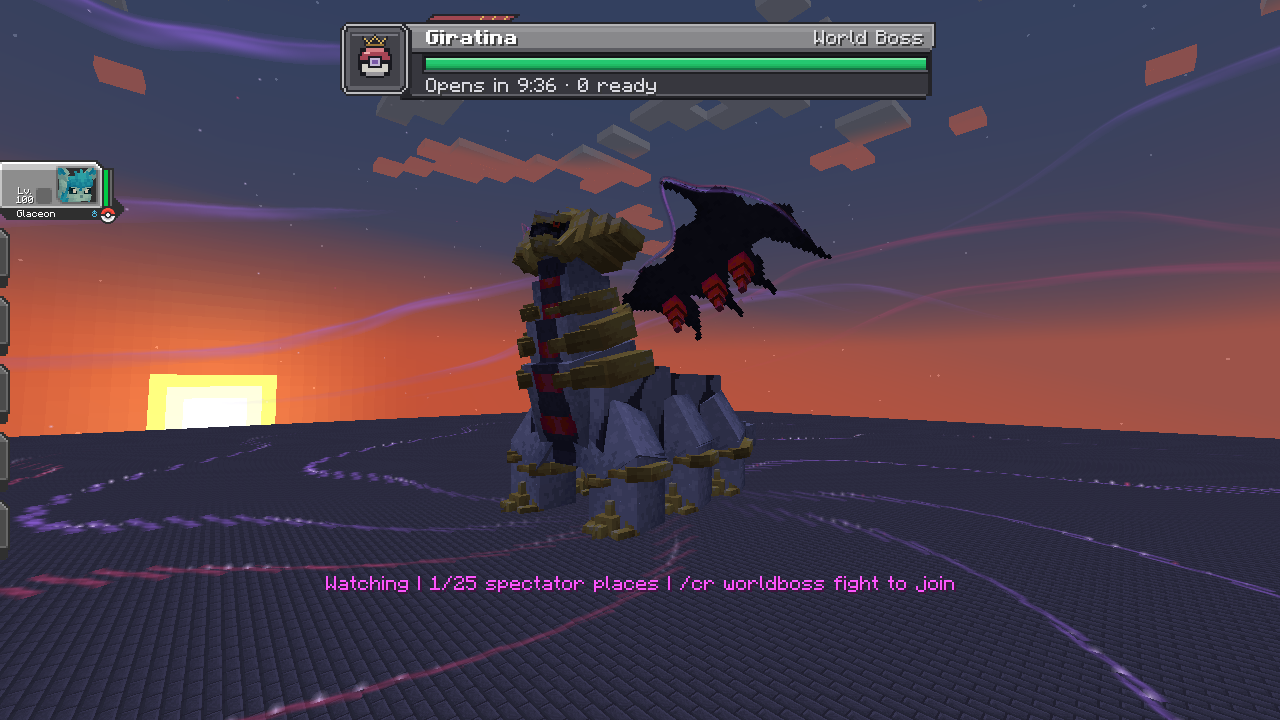 Giratina
World Boss
Opens in 9:36 · 0 ready
Lv.
100
Glaceon
Watching | 1/25 spectator places | /cr worldboss fight to join